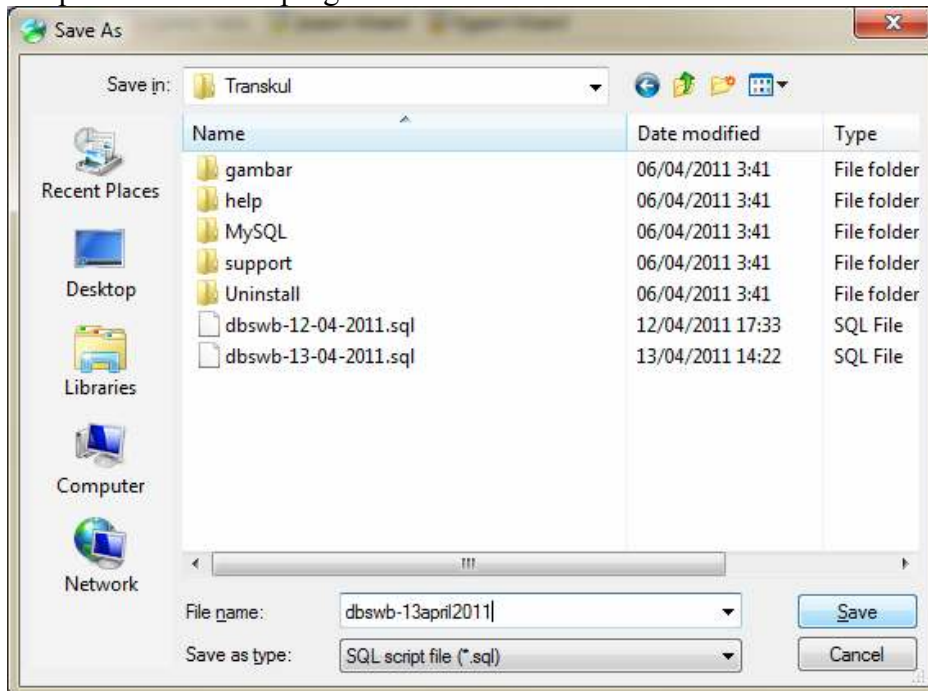 Save As
Save in: Transkul
Name Date modified Type
gambar 06/04/2011 3:41 File folder
help 06/04/2011 3:41 File folder
MySQL 06/04/2011 3:41 File folder
support 06/04/2011 3:41 File folder
Uninstall 06/04/2011 3:41 File folder
dbswb-12-04-2011.sql 12/04/2011 17:33 SQL File
dbswb-13-04-2011.sql 13/04/2011 14:22 SQL File
Recent Places
Desktop
Libraries
Computer
Network
File name: dbswb-13april2011 Save
Save as type: SQL script file (*.sql) Cancel